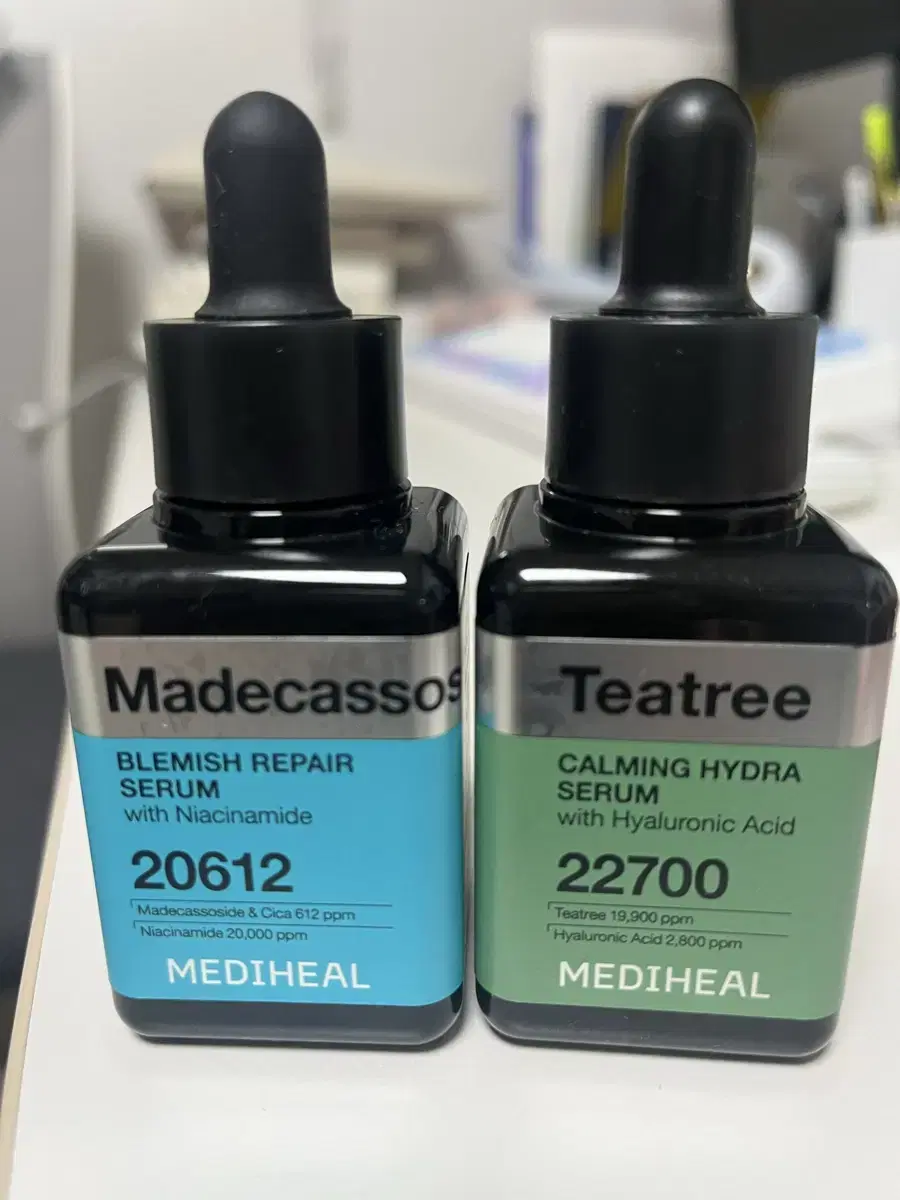 Madecassos
BLEMISH REPAIR
SERUM
with Niacinamide
20612
Madecassoside & Cica 612 ppm
Niacinamide 20,000 ppm
MEDIHEAL
Teatree
CALMING HYDRA
SERUM
with Hyaluronic Acid
22700
Teatree 19,900 ppm
Hyaluronic Acid 2,800 ppm
MEDIHEAL